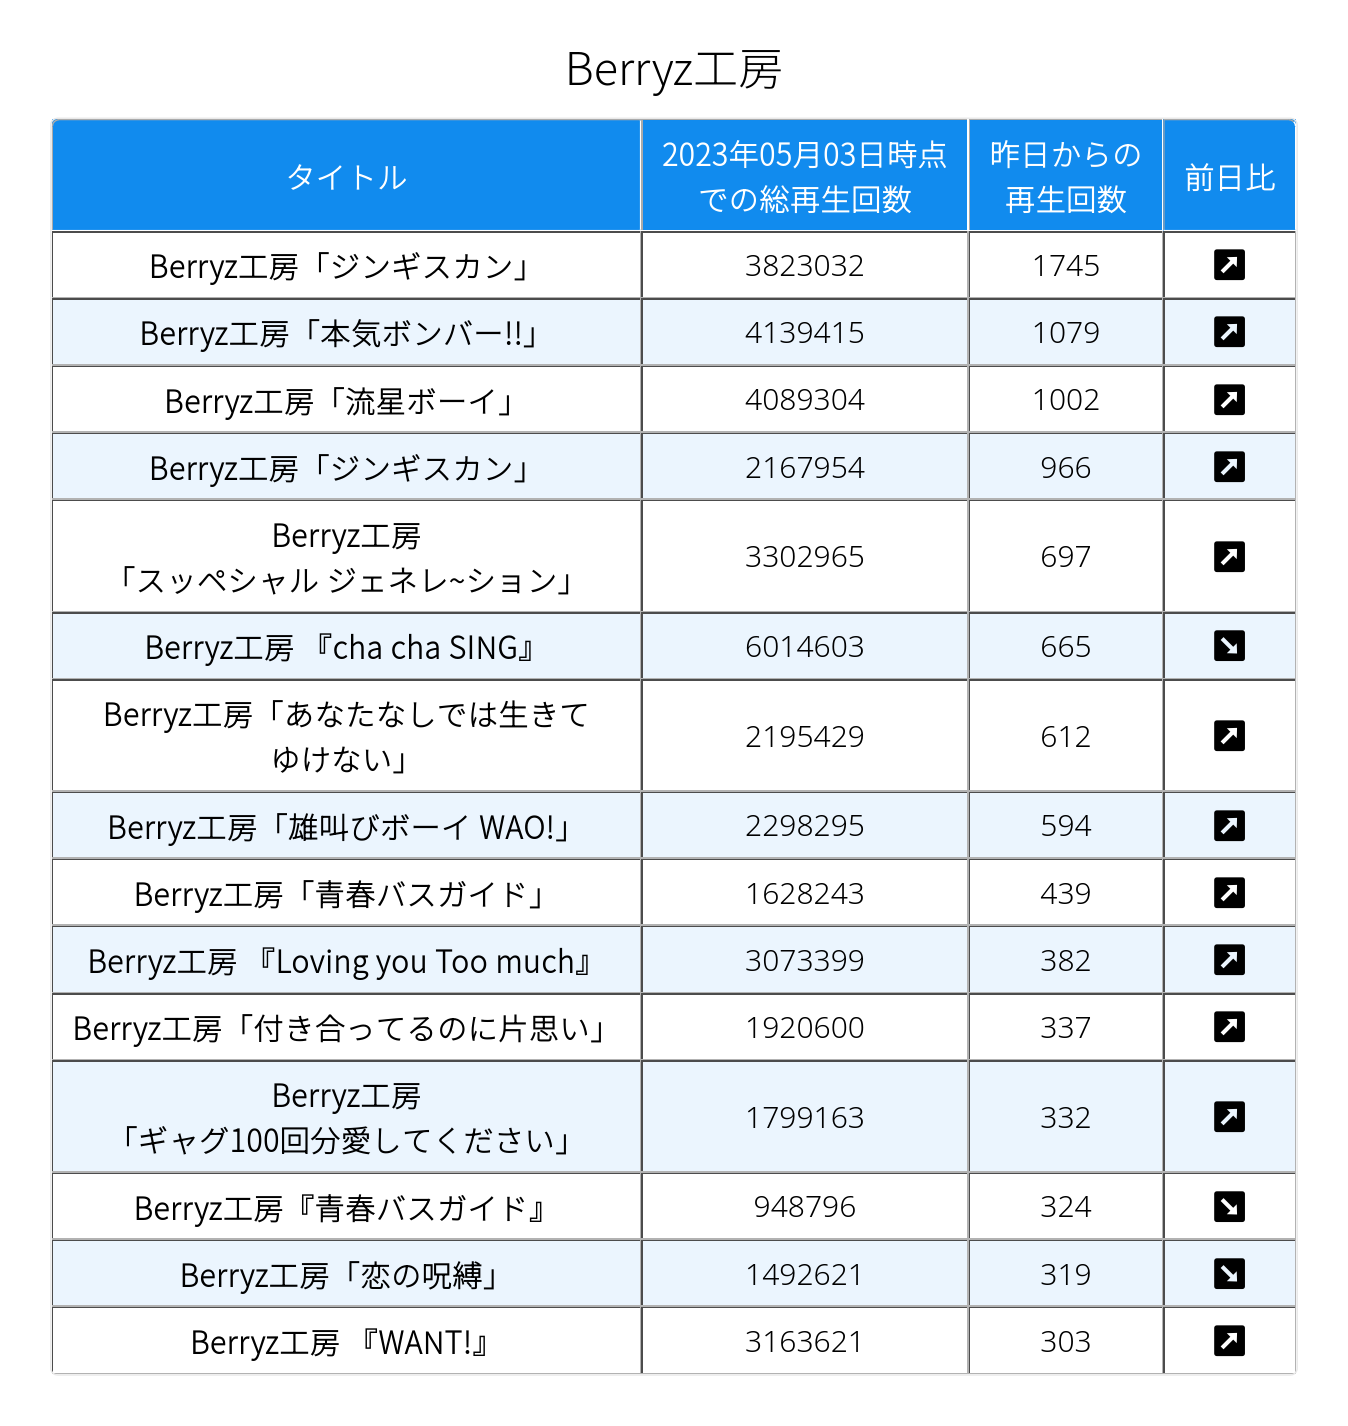 Berryz工房
タイトル
2023年05月03日時点
での総再生回数
昨日からの
再生回数
前日比
Berryz工房「ジンギスカン」 3823032 1745
Berryz工房「本気ボンバー!!」 4139415 1079
Berryz工房「流星ボーイ」 4089304 1002
Berryz工房「ジンギスカン」 2167954 966
Berryz工房
「スッペシャル ジェネレ~ション」 3302965 697
Berryz工房 『cha cha SING』 6014603 665
Berryz工房「あなたなしでは生きて
ゆけない」 2195429 612
Berryz工房「雄叫びボーイ WAO!」 2298295 594
Berryz工房「青春バスガイド」 1628243 439
Berryz工房 『Loving you Too much』 3073399 382
Berryz工房「付き合ってるのに片思い」 1920600 337
Berryz工房
「ギャグ100回分愛してください」 1799163 332
Berryz工房『青春バスガイド』 948796 324
Berryz工房「恋の呪縛」 1492621 319
Berryz工房 『WANT!』 3163621 303